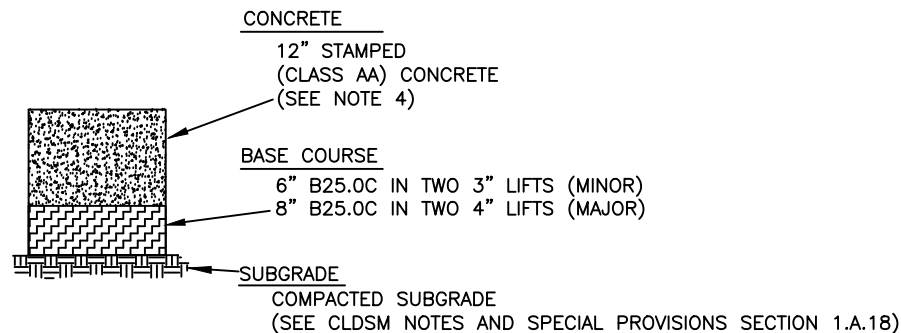 CONCRETE
12" STAMPED
(CLASS AA) CONCRETE
(SEE NOTE 4)
BASE COURSE
6" B25.0C IN TWO 3" LIFTS (MINOR)
8" B25.0C IN TWO 4" LIFTS (MAJOR)
SUBGRADE
COMPACTED SUBGRADE
(SEE CLDSM NOTES AND SPECIAL PROVISIONS SECTION 1.A.18)